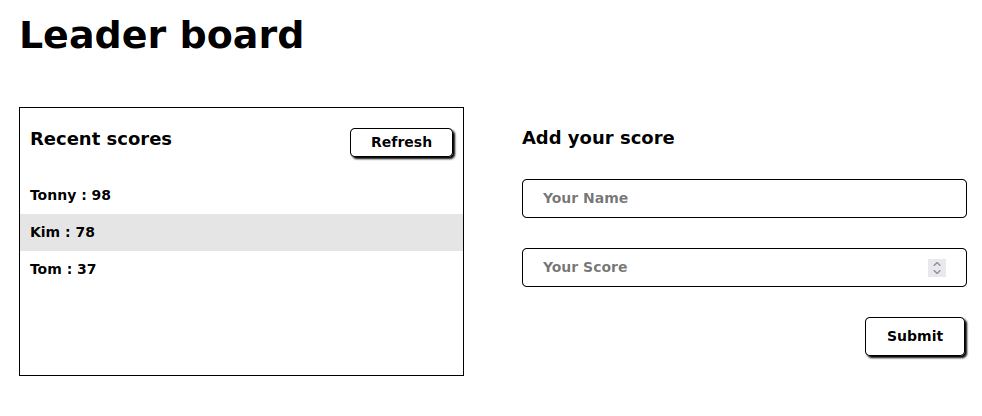 Leader board
Recent scores
Refresh
Tonny : 98
Kim : 78
Tom : 37
Add your score
Your Name
Your Score
Submit